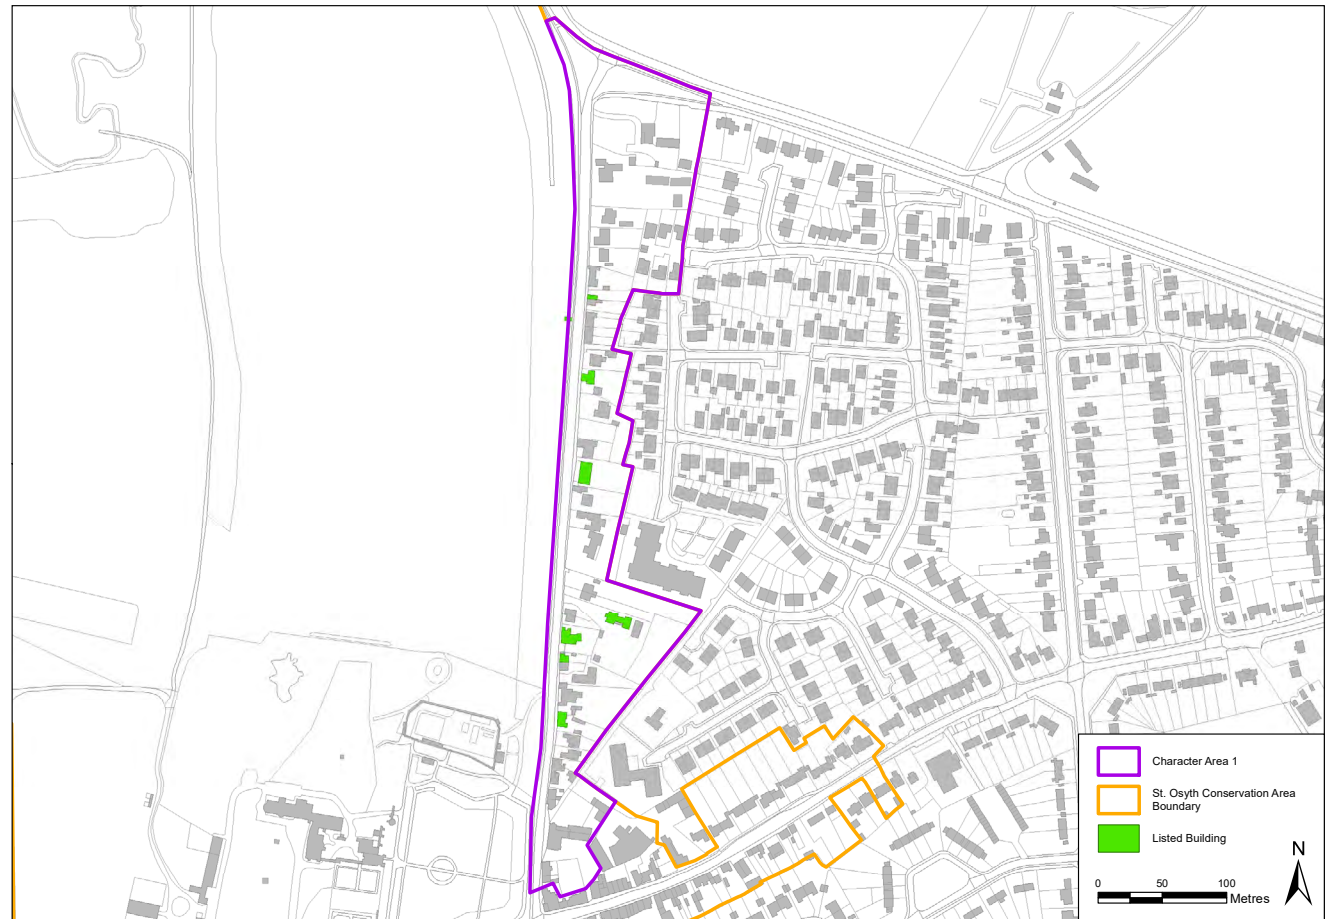 Character Area 1
St. Osyth Conservation Area
Boundary
Listed Building
N
0 50 100
Metres